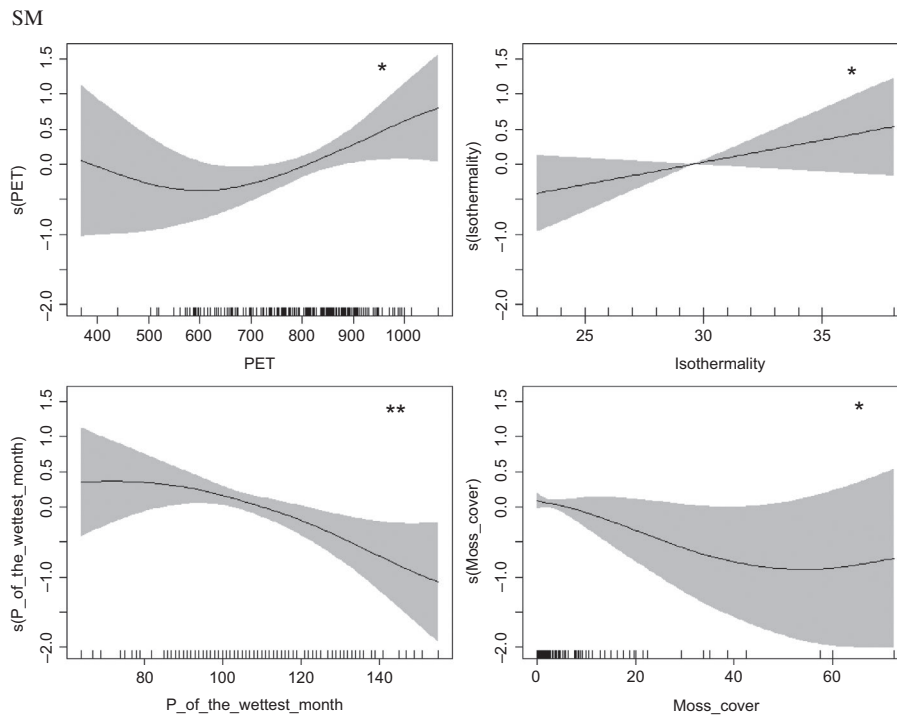 SM
s(PET)
1.5
1.0
0.5
0.0
−1.0
−2.0
*
400 500 600 700 800 900 1000
PET
s(Isothermality)
1.5
1.0
0.5
0.0
−1.0
−2.0
*
25 30 35
Isothermality
s(P_of_the_wettest_month)
1.5
1.0
0.5
0.0
−1.0
−2.0
**
80 100 120 140
P_of_the_wettest_month
s(Moss_cover)
1.5
1.0
0.5
0.0
−1.0
−2.0
*
0 20 40 60
Moss_cover